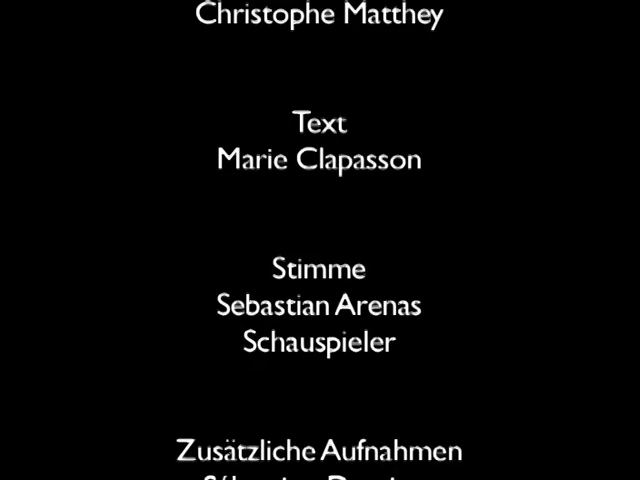 Christophe Matthey
Text
Marie Clapasson
Stimme
Sebastian Arenas
Schauspieler
Zusätzliche Aufnahmen